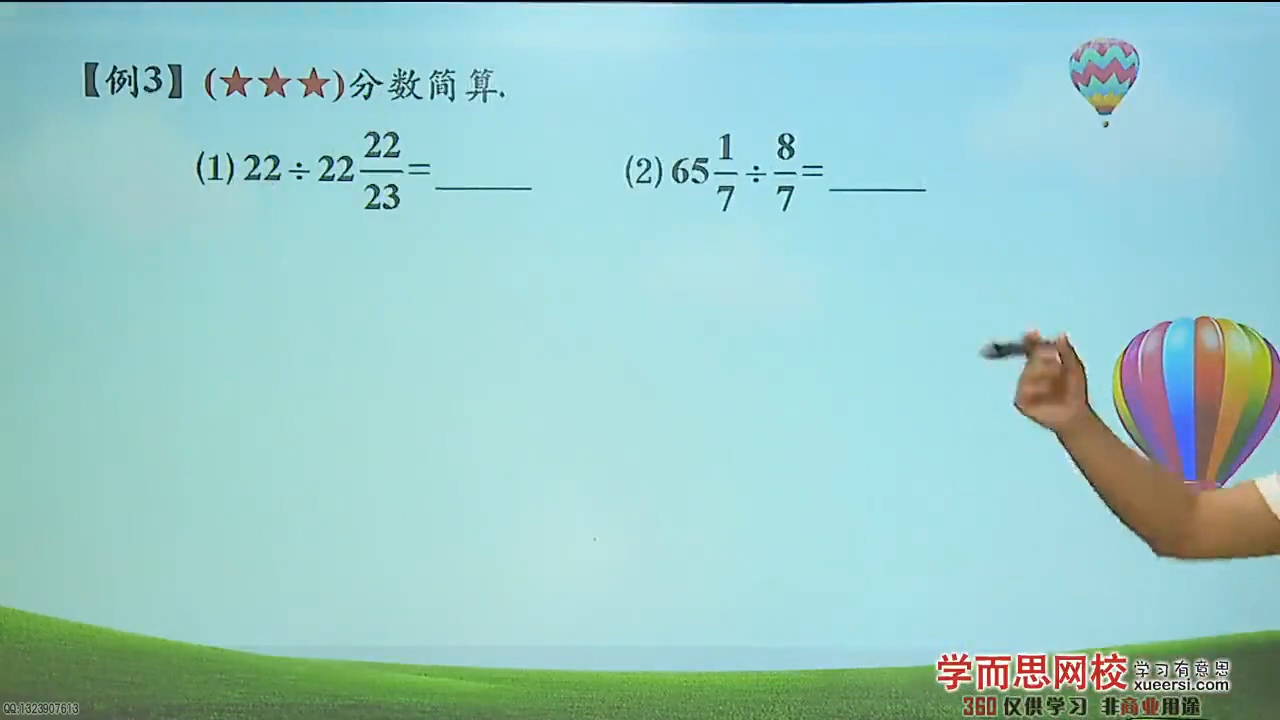 【例3】(★★★)分数简算.
(1) 22÷22 22/23=______ (2) 65 1/7÷8/7=______
学而思网校 学习有意思
xueersi.com
360 仅供学习 非商业用途
QQ:1323907613